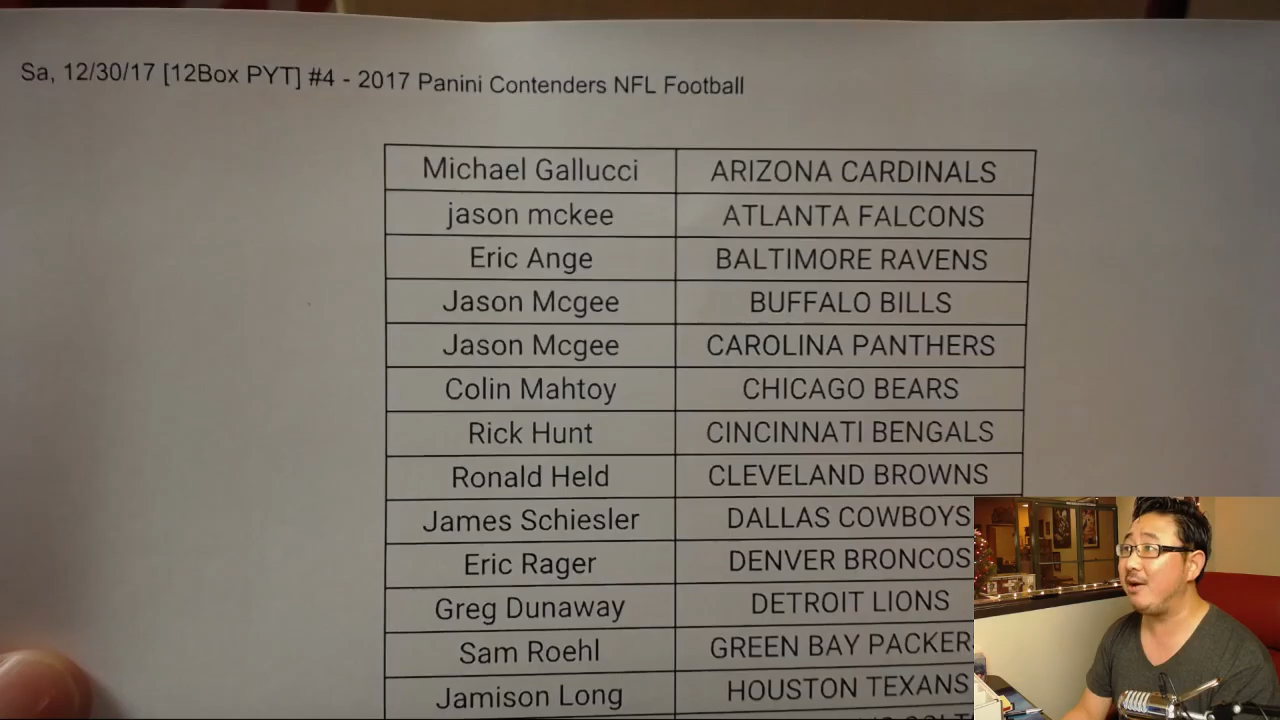 Sa, 12/30/17 [12Box PYT] #4 - 2017 Panini Contenders NFL Football
Michael Gallucci ARIZONA CARDINALS
jason mckee ATLANTA FALCONS
Eric Ange BALTIMORE RAVENS
Jason Mcgee BUFFALO BILLS
Jason Mcgee CAROLINA PANTHERS
Colin Mahtoy CHICAGO BEARS
Rick Hunt CINCINNATI BENGALS
Ronald Held CLEVELAND BROWNS
James Schiesler DALLAS COWBOYS
Eric Rager DENVER BRONCOS
Greg Dunaway DETROIT LIONS
Sam Roehl GREEN BAY PACKER
Jamison Long HOUSTON TEXANS